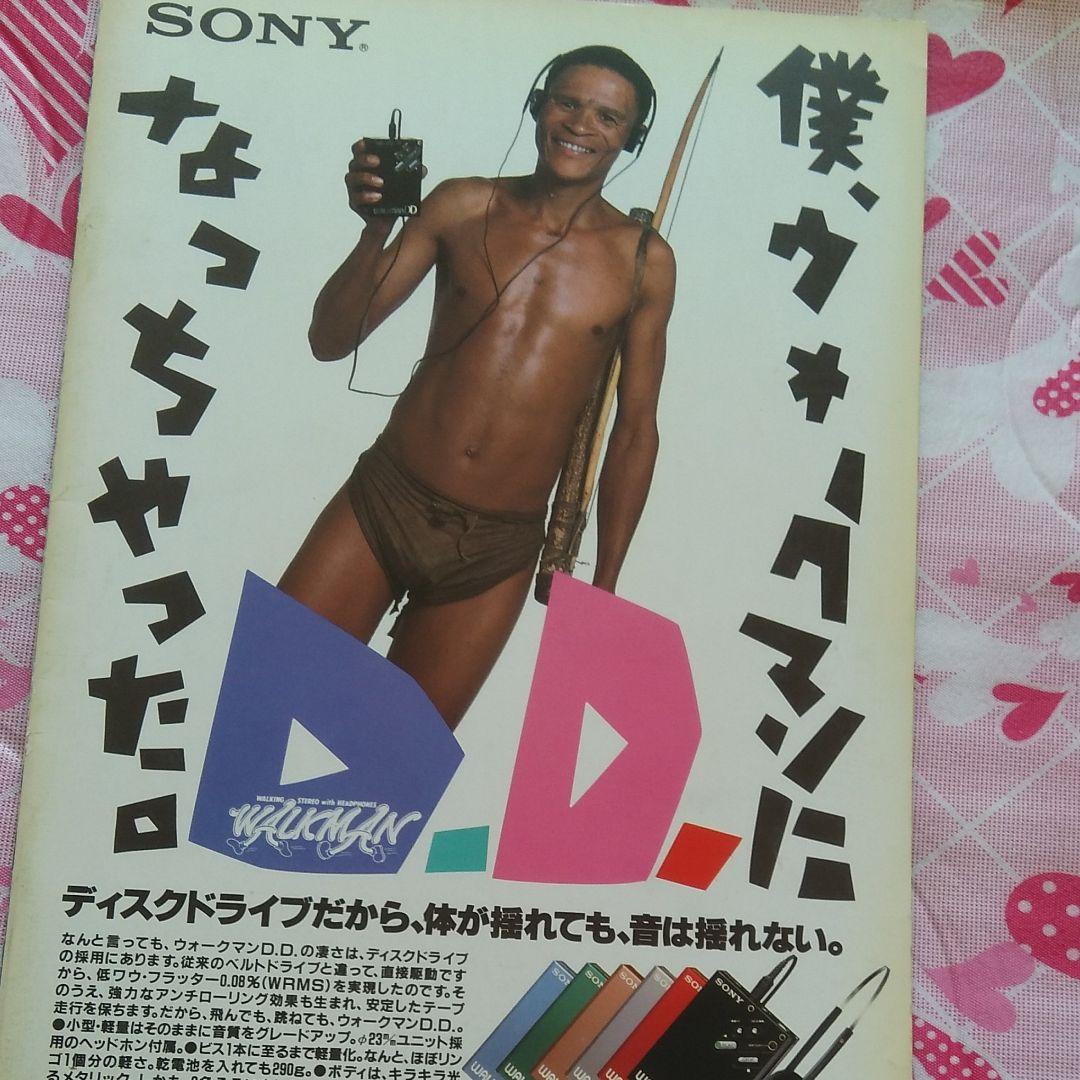 SONY®
僕、ウォークマンに
なっちゃった。
D.D.
WALKING STEREO with HEADPHONES
WALKMAN
ディスクドライブだから、体が揺れても、音は揺れない。
なんと言っても、ウォークマンD.D.の凄さは、ディスクドライブ
の採用にあります。従来のベルトドライブと違って、直接駆動です
から、低ワウ・フラッター0.08%(WRMS)を実現したのです。そ
のうえ、強力なアンチローリング効果も生まれ、安定したテープ
走行を保ちます。だから、飛んでも、跳ねても、ウォークマンD.D.。
●小型・軽量はそのままに音質をグレードアップ。φ23㎜ユニット採
用のヘッドホン付属。●ビス1本に至るまで軽量化。なんと、ほぼリン
ゴ1個分の軽さ。乾電池を入れても290g。●ボディは、キラキラ光
るメタリック。しかも
SONY